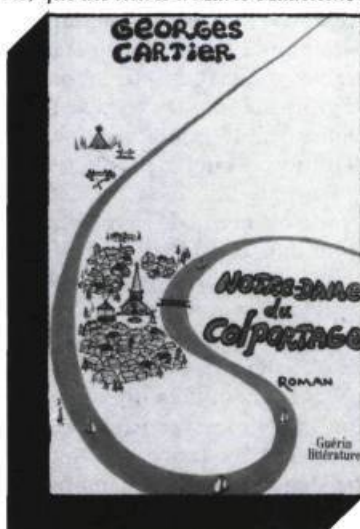 GEORGES
CARTIER
NOTRE-DAME
du
COLPORTAGE
ROMAN
Guérin
littérature